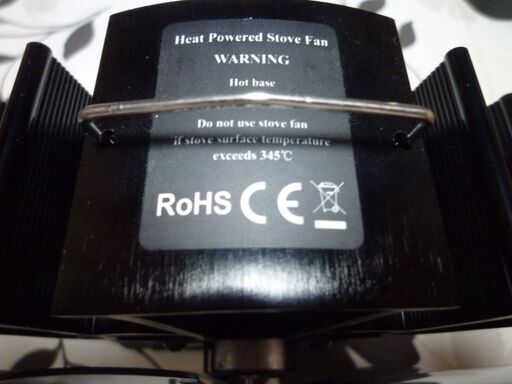 Heat Powered Stove Fan
WARNING
Hot base
Do not use stove fan
if stove surface temperature
exceeds 345℃
RoHS CE